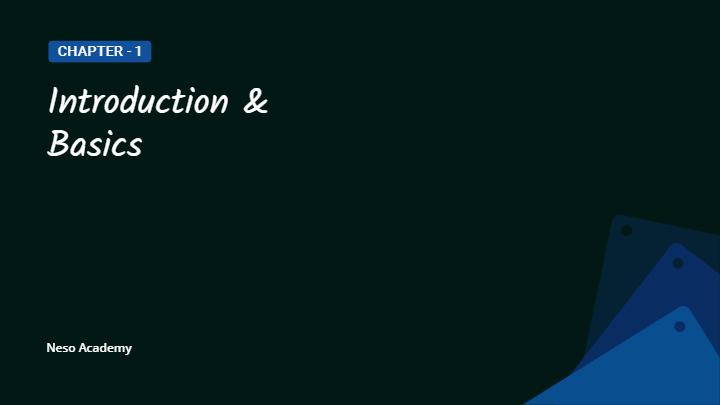 CHAPTER - 1
Introduction &
Basics
Neso Academy